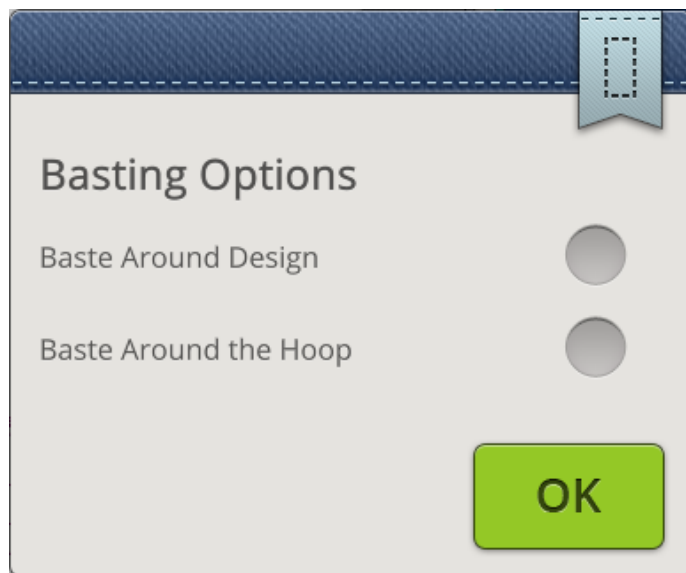 Basting Options
Baste Around Design
Baste Around the Hoop
OK